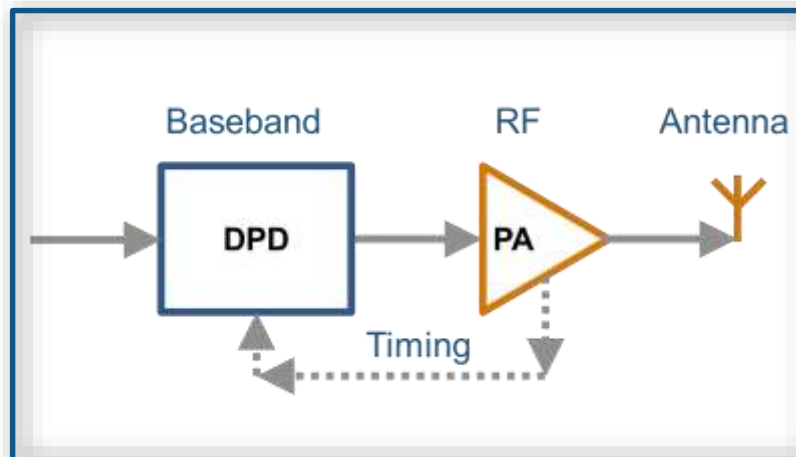 Baseband
RF
Antenna
DPD
PA
Timing